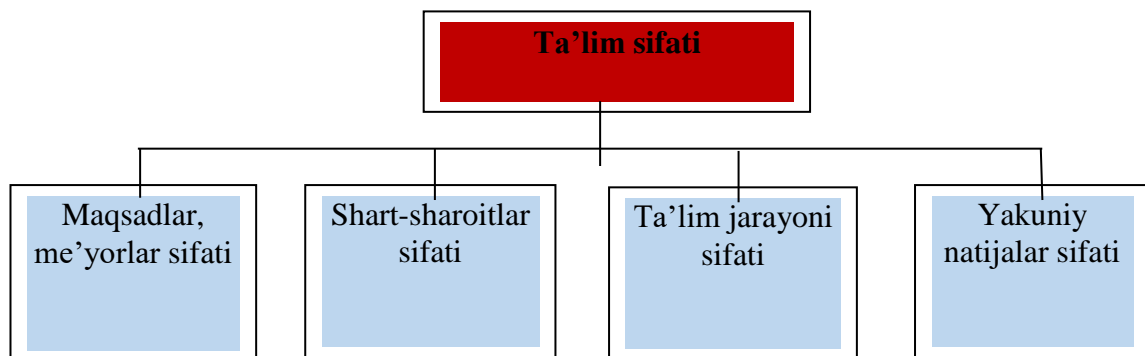 Ta’lim sifati
Maqsadlar,
me’yorlar sifati
Shart-sharoitlar
sifati
Ta’lim jarayoni
sifati
Yakuniy
natijalar sifati